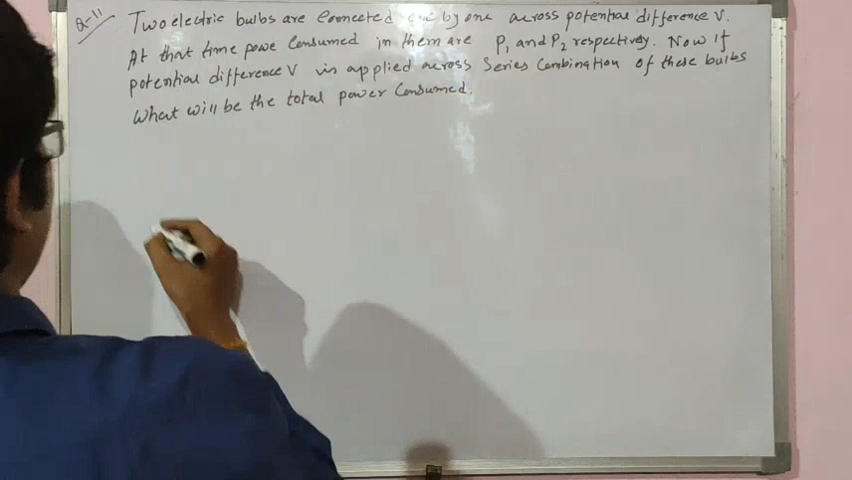 Q-11 Two electric bulbs are Connected one by one across potential difference V.
At that time powe Consumed in them are P₁ and P₂ respectively. Now If
potential difference V is applied across Series Combination of these bulbs
What will be the total power Consumed.